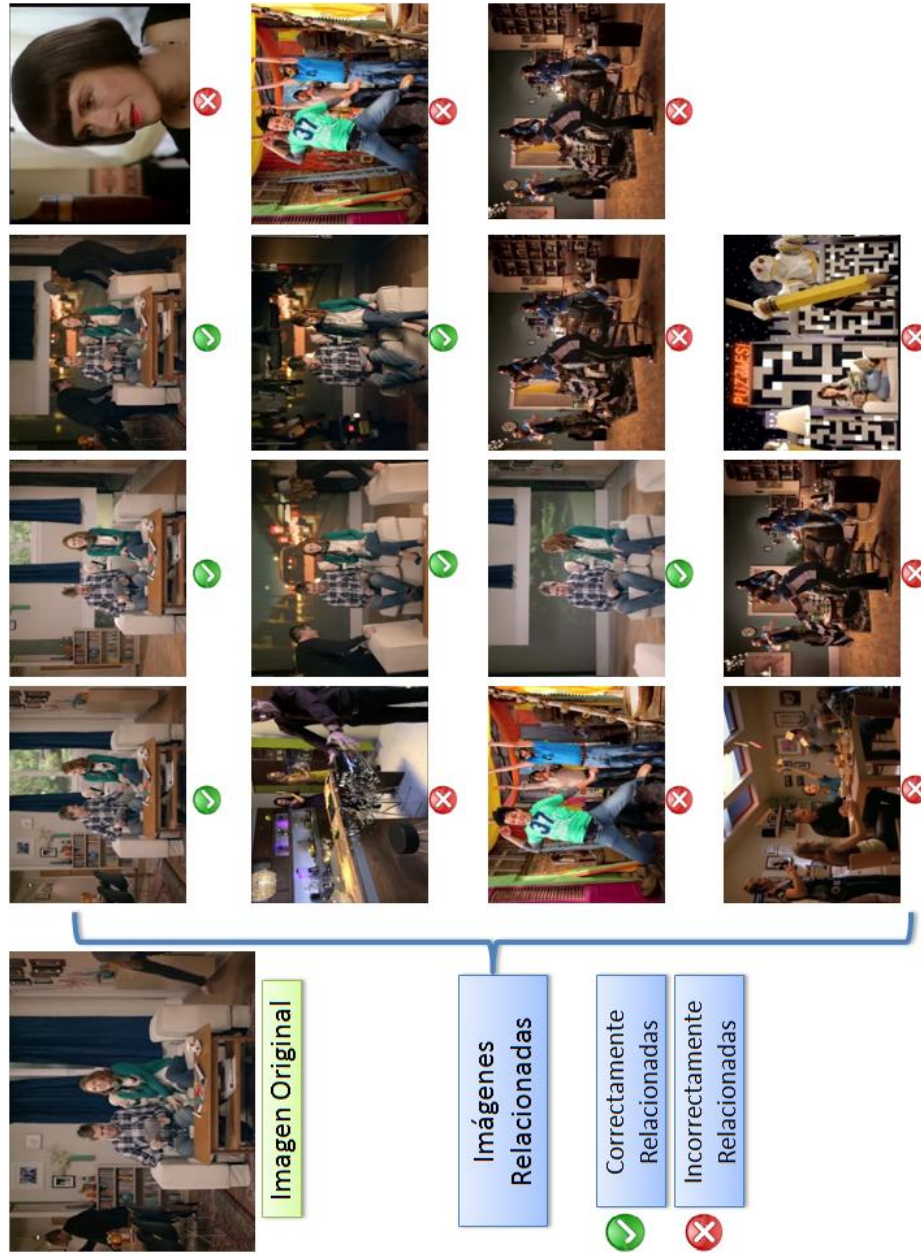 Imagen Original
Imágenes
Relacionadas
Correctamente
Relacionadas
Incorrectamente
Relacionadas
37
37
PUZZLES!